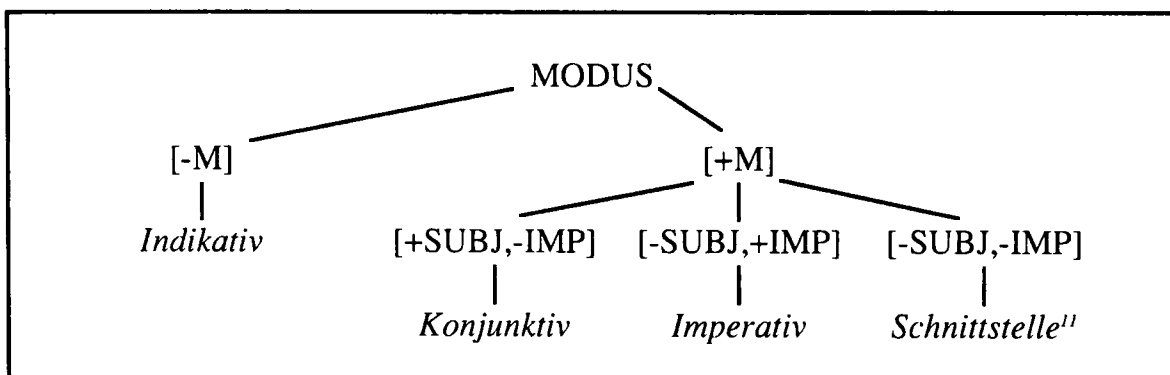 MODUS
[-M] [+M]
Indikativ [+SUBJ,-IMP] [-SUBJ,+IMP] [-SUBJ,-IMP]
Konjunktiv Imperativ Schnittstelle¹¹